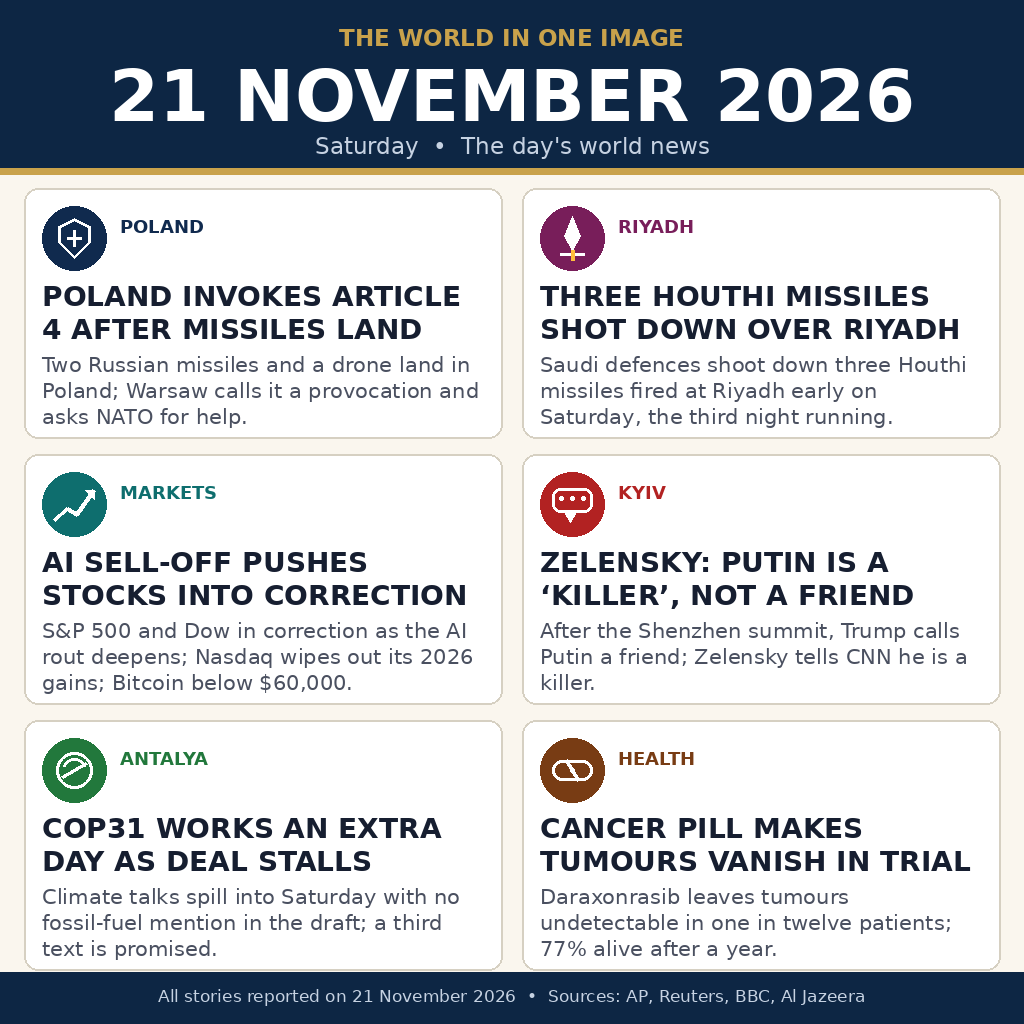 THE WORLD IN ONE IMAGE
21 NOVEMBER 2026
Saturday • The day's world news
POLAND
POLAND INVOKES ARTICLE
4 AFTER MISSILES LAND
Two Russian missiles and a drone land in
Poland; Warsaw calls it a provocation and
asks NATO for help.
RIYADH
THREE HOUTHI MISSILES
SHOT DOWN OVER RIYADH
Saudi defences shoot down three Houthi
missiles fired at Riyadh early on
Saturday, the third night running.
MARKETS
AI SELL-OFF PUSHES
STOCKS INTO CORRECTION
S&P 500 and Dow in correction as the AI
rout deepens; Nasdaq wipes out its 2026
gains; Bitcoin below $60,000.
KYIV
ZELENSKY: PUTIN IS A
‘KILLER’, NOT A FRIEND
After the Shenzhen summit, Trump calls
Putin a friend; Zelensky tells CNN he is a
killer.
ANTALYA
COP31 WORKS AN EXTRA
DAY AS DEAL STALLS
Climate talks spill into Saturday with no
fossil-fuel mention in the draft; a third
text is promised.
HEALTH
CANCER PILL MAKES
TUMOURS VANISH IN TRIAL
Daraxonrasib leaves tumours
undetectable in one in twelve patients;
77% alive after a year.
All stories reported on 21 November 2026 • Sources: AP, Reuters, BBC, Al Jazeera